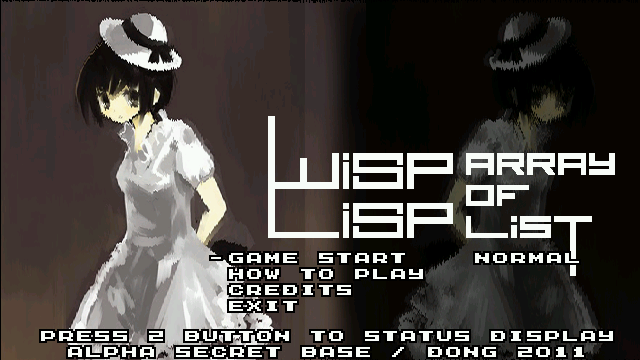 WiSP ARRAY
OF
LiSP LiST
-GAME START NORMAL
HOW TO PLAY
CREDITS
EXIT
PRESS Z BUTTON TO STATUS DISPLAY
ALPHA SECRET BASE / DONG 2011